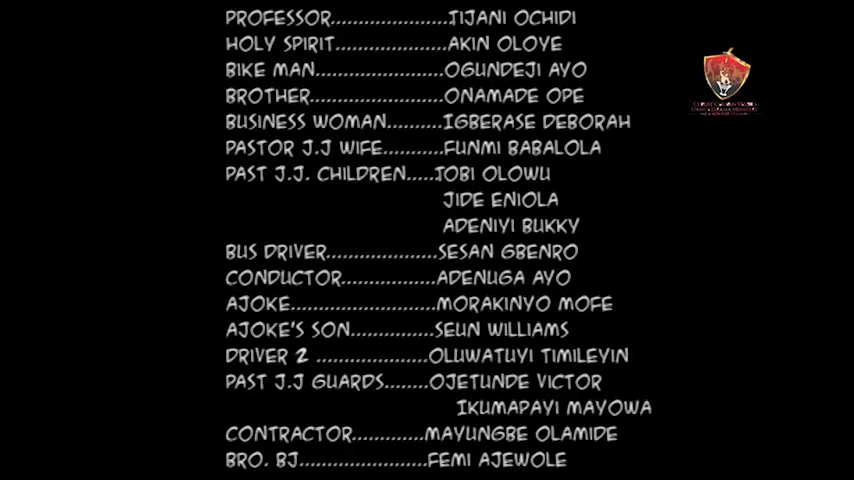 PROFESSOR......................TIJANI OCHIDI
HOLY SPIRIT.....................AKIN OLOYE
BIKE MAN........................OGUNDEJI AYO
BROTHER.........................ONAMADE OPE
BUSINESS WOMAN..........IGBERASE DEBORAH
PASTOR J.J WIFE...........FUNMI BABALOLA
PAST J.J. CHILDREN.....TOBI OLOWU
JIDE ENIOLA
ADENIYI BUKKY
BUS DRIVER....................SESAN GBENRO
CONDUCTOR.................ADENUGA AYO
AJOKE...........................MORAKINYO MOFE
AJOKE'S SON...............SEUN WILLIAMS
DRIVER 2 ....................OLUWATUYI TIMILEYIN
PAST J.J GUARDS........OJETUNDE VICTOR
IKUMAPAYI MAYOWA
CONTRACTOR.............MAYUNGBE OLAMIDE
BRO. BJ.......................FEMI AJEWOLE